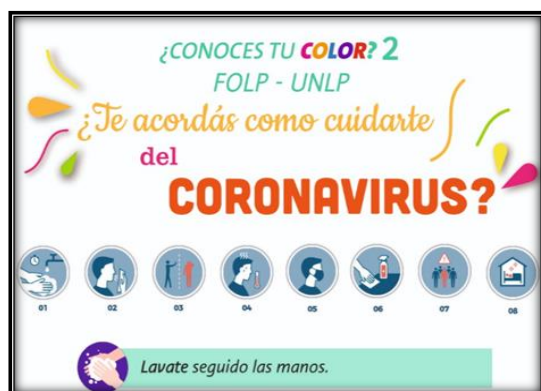 ¿CONOCES TU COLOR? 2
FOLP - UNLP
¿Te acordás como cuidarte
del
CORONAVIRUS?
01 02 03 04 05 06 07 08
Lavate seguido las manos.